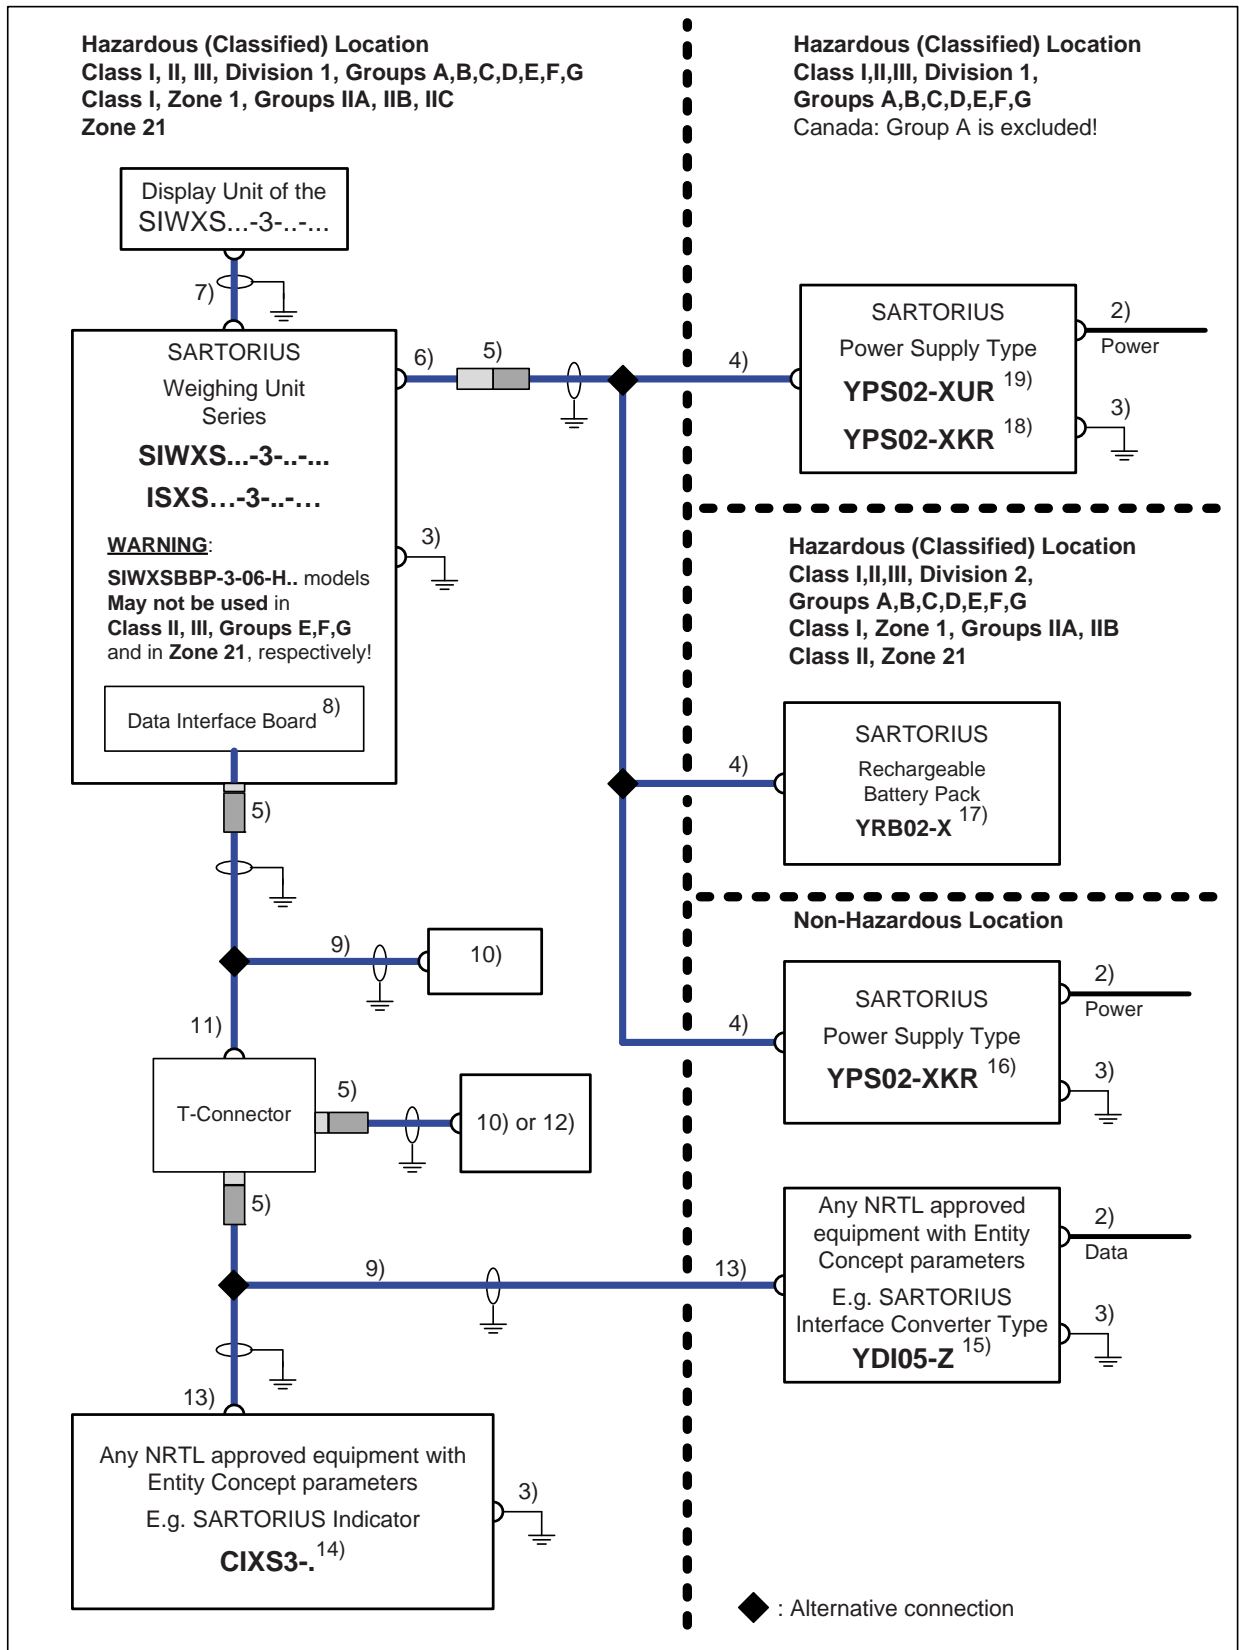 Hazardous (Classified) Location
Class I, II, III, Division 1, Groups A,B,C,D,E,F,G
Class I, Zone 1, Groups IIA, IIB, IIC
Zone 21
Display Unit of the
SIWXS...-3-..-...
7)
SARTORIUS
Weighing Unit
Series
SIWXS...-3-..-...
ISXS...-3-..-...
WARNING:
SIWXSBBP-3-06-H.. models
May not be used in
Class II, III, Groups E,F,G
and in Zone 21, respectively!
Data Interface Board 8)
6)
5)
3)
4)
5)
9)
10)
11)
T-Connector
5)
10) or 12)
5)
9)
13)
13)
Any NRTL approved equipment with
Entity Concept parameters
E.g. SARTORIUS Indicator
CIXS3-. 14)
3)
Hazardous (Classified) Location
Class I,II,III, Division 1,
Groups A,B,C,D,E,F,G
Canada: Group A is excluded!
SARTORIUS
Power Supply Type
YPS02-XUR 19)
YPS02-XKR 18)
2)
Power
3)
Hazardous (Classified) Location
Class I,II,III, Division 2,
Groups A,B,C,D,E,F,G
Class I, Zone 1, Groups IIA, IIB
Class II, Zone 21
4)
SARTORIUS
Rechargeable
Battery Pack
YRB02-X 17)
Non-Hazardous Location
4)
SARTORIUS
Power Supply Type
YPS02-XKR 16)
2)
Power
3)
Any NRTL approved
equipment with Entity
Concept parameters
E.g. SARTORIUS
Interface Converter Type
YDI05-Z 15)
2)
Data
3)
: Alternative connection